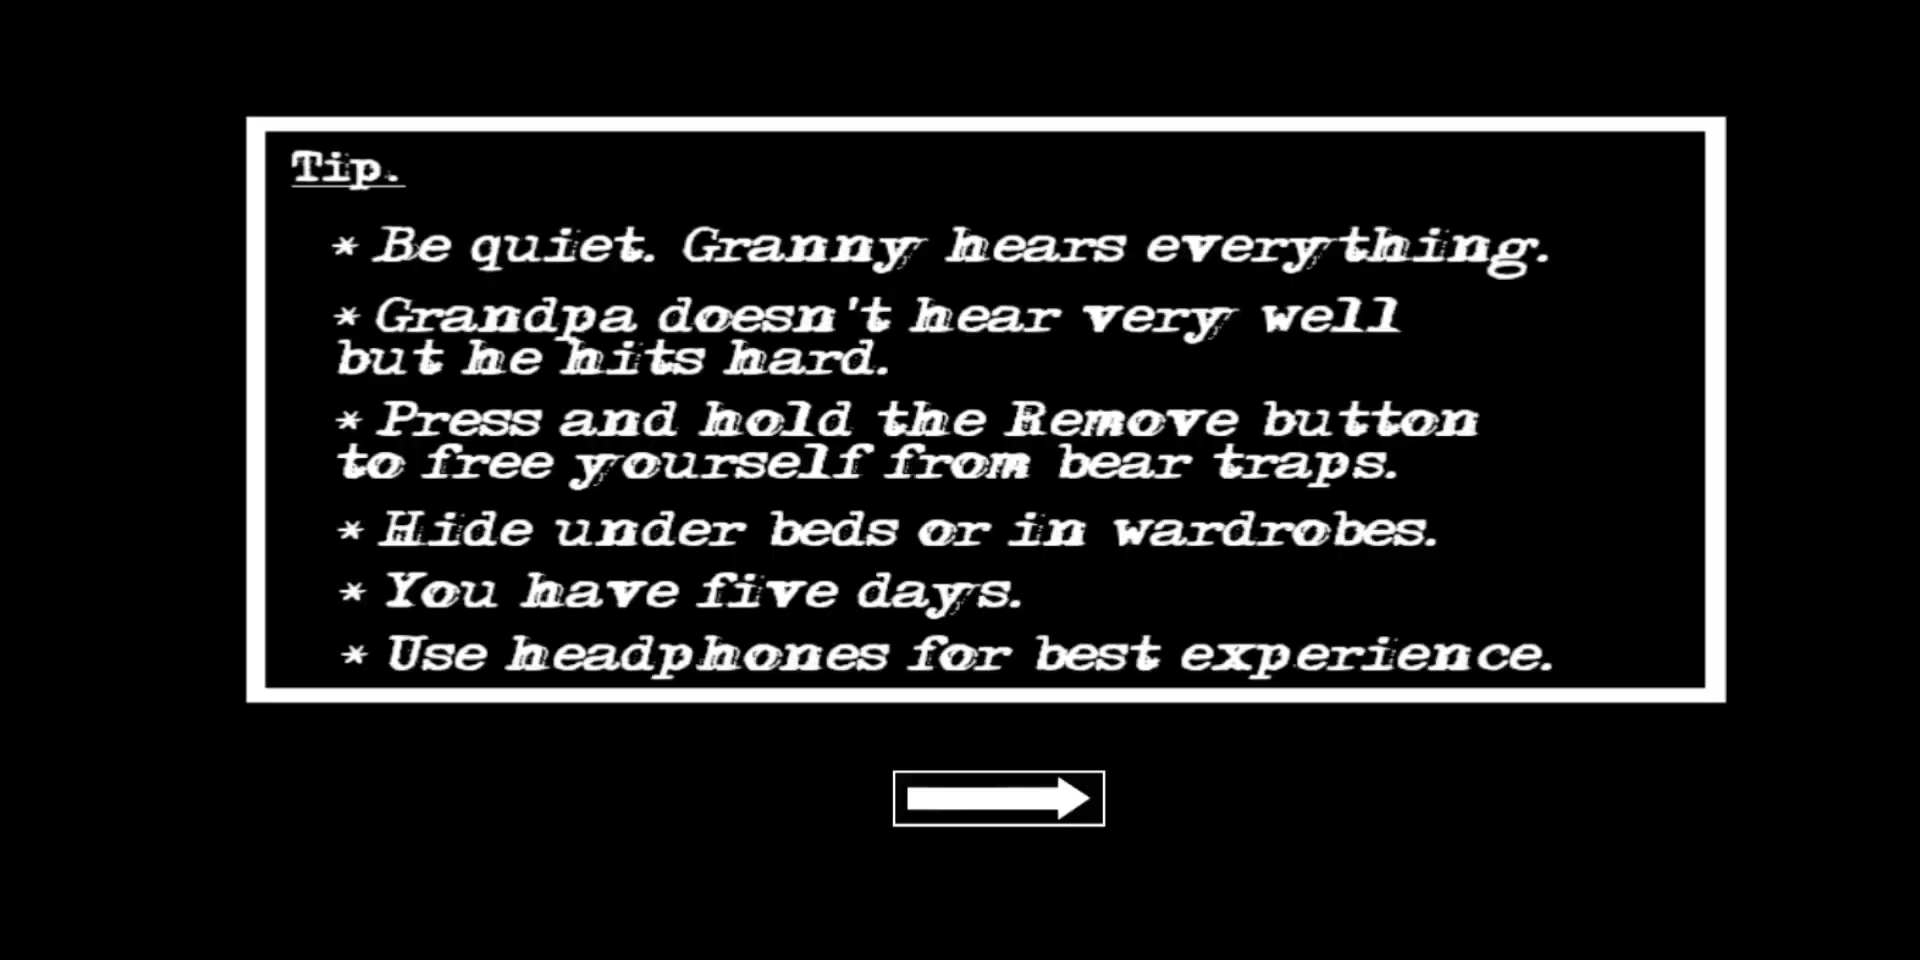 Tip.
* Be quiet. Granny hears everything.
* Grandpa doesn't hear very well
but he hits hard.
* Press and hold the Remove button
to free yourself from bear traps.
* Hide under beds or in wardrobes.
* You have five days.
* Use headphones for best experience.